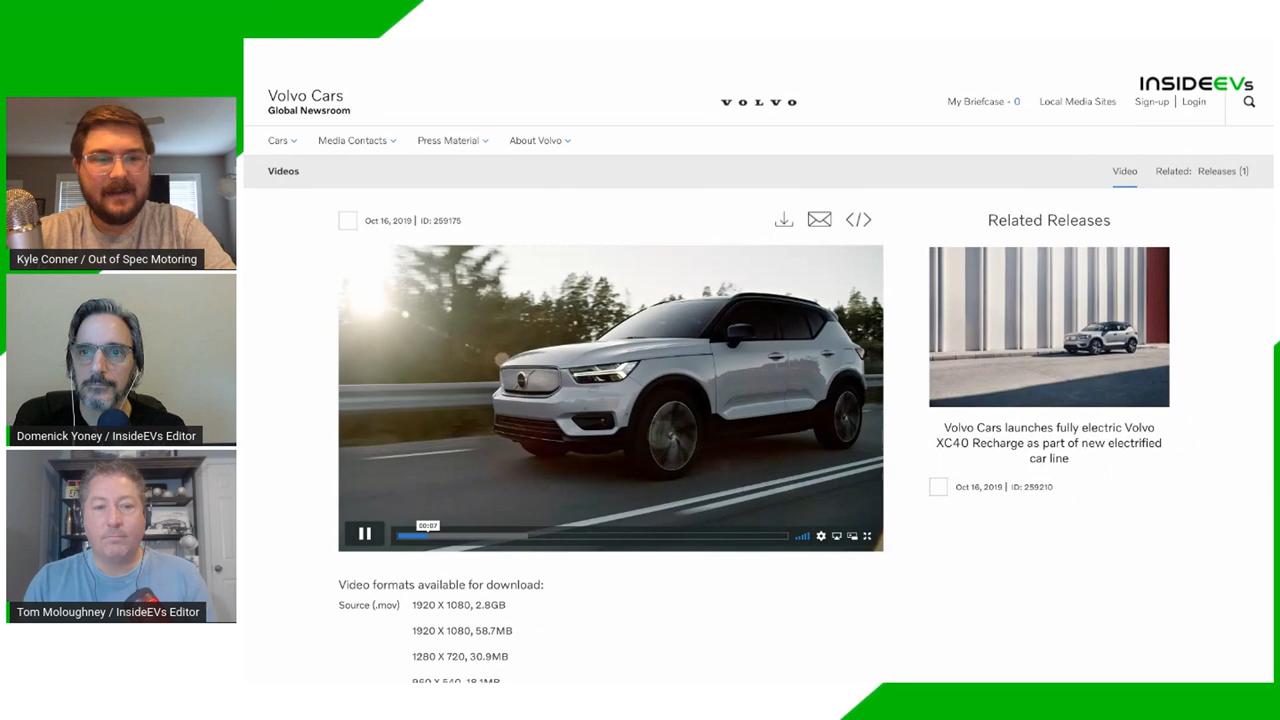 INSIDEEVs
Volvo Cars
Global Newsroom
VOLVO
My Briefcase - 0
Local Media Sites
Sign-up | Login
Cars
Media Contacts
Press Material
About Volvo
Videos
Video
Related: Releases (1)
Oct 16, 2019 | ID: 259175
Related Releases
Kyle Conner / Out of Spec Motoring
Domenick Yoney / InsideEVs Editor
Tom Moloughney / InsideEVs Editor
00:07
Volvo Cars launches fully electric Volvo
XC40 Recharge as part of new electrified
car line
Oct 16, 2019 | ID: 259210
Video formats available for download:
Source (.mov) 1920 X 1080, 2.8GB
1920 X 1080, 58.7MB
1280 X 720, 30.9MB
960 X 540, 18.1MB